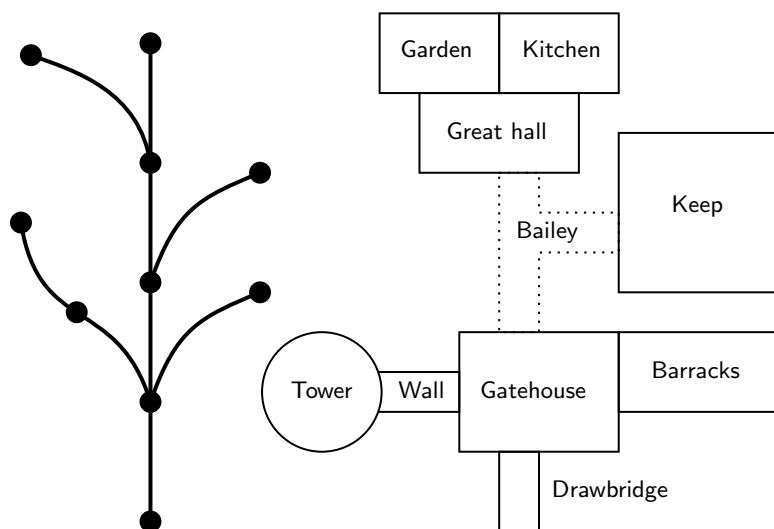 Garden
Kitchen
Great hall
Keep
Bailey
Tower
Wall
Gatehouse
Barracks
Drawbridge